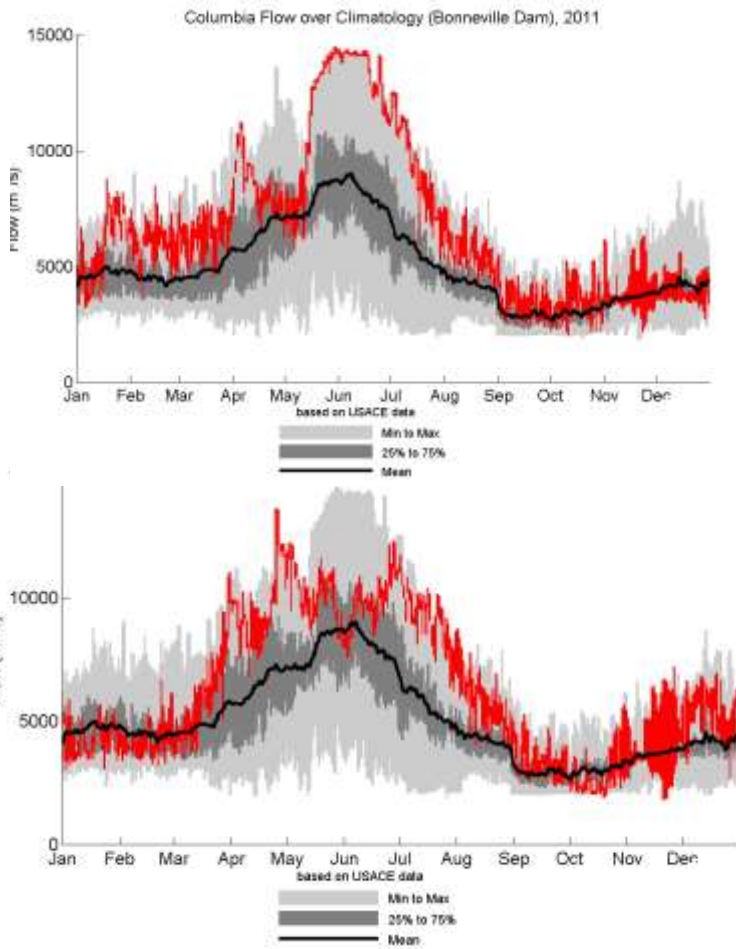 Columbia Flow over Climatology (Bonneville Dam), 2011
15000
10000
5000
0
Flow (m
Jan Feb Mar Apr May Jun Jul Aug Sep Oct Nov Dec
based on USACE data
Min to Max
25% to 75%
Mean
10000
5000
0
Jan Feb Mar Apr May Jun Jul Aug Sep Oct Nov Dec
based on USACE data
Min to Max
25% to 75%
Mean